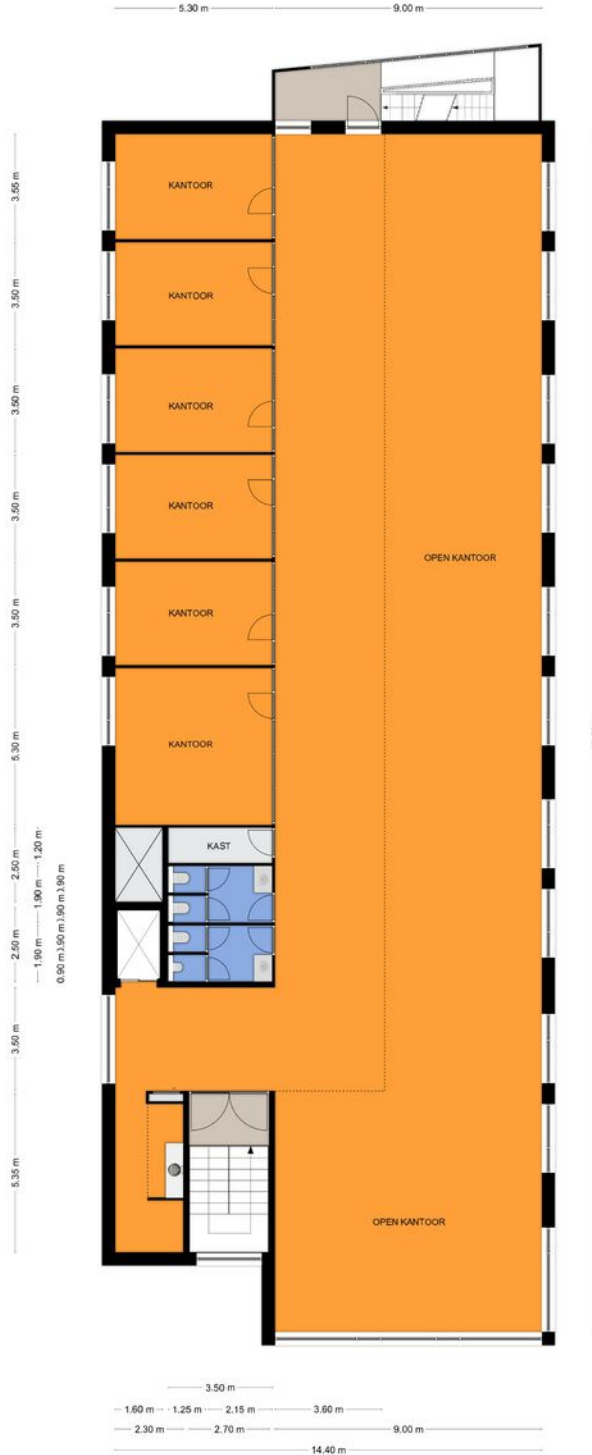 5.30 m
9.00 m
3.55 m
KANTOOR
3.50 m
KANTOOR
3.50 m
KANTOOR
3.50 m
KANTOOR
OPEN KANTOOR
3.50 m
KANTOOR
5.30 m
KANTOOR
2.50 m
1.20 m
KAST
1.90 m
0.90 m
0.90 m
0.90 m
0.90 m
2.50 m
1.90 m
3.50 m
5.35 m
OPEN KANTOOR
3.50 m
1.60 m
1.25 m
2.15 m
3.60 m
2.30 m
2.70 m
9.00 m
14.40 m